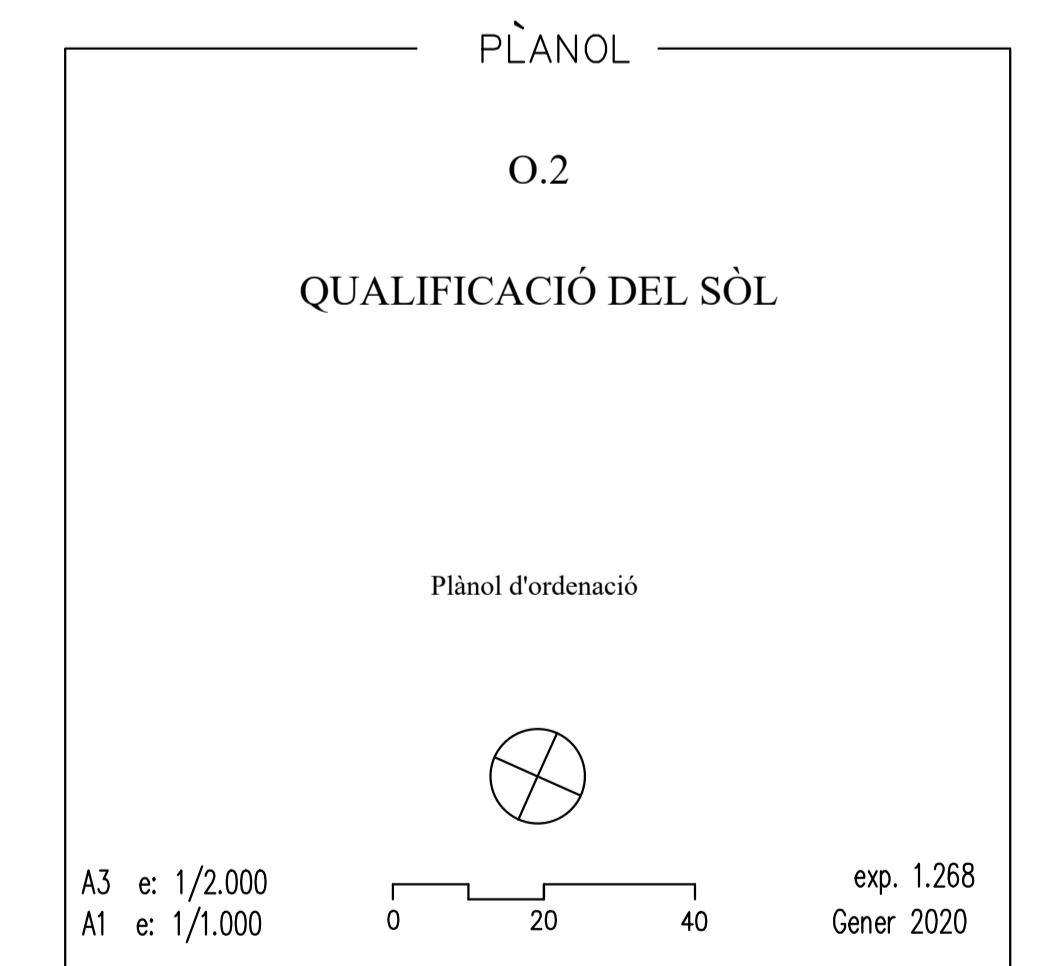 PLÀNOL
O.2
QUALIFICACIÓ DEL SÒL
Plànol d'ordenació
A3 e: 1/2.000
A1 e: 1/1.000
0 20 40
exp. 1.268
Gener 2020